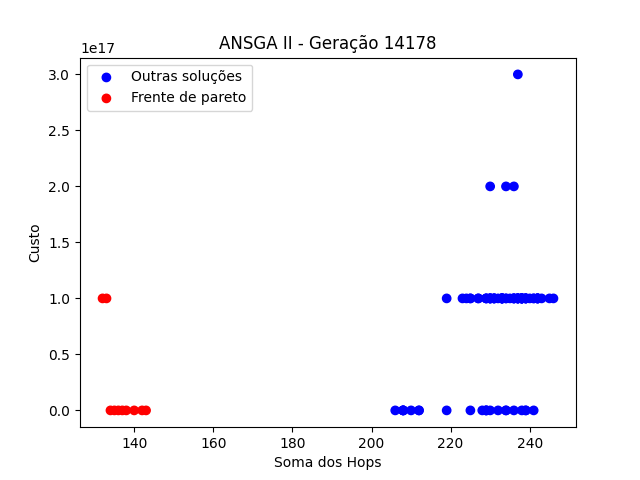 ANSGA II - Geração 14178
1e17
Outras soluções
Frente de pareto
3.0
2.5
2.0
1.5
1.0
0.5
0.0
Custo
140 160 180 200 220 240
Soma dos Hops